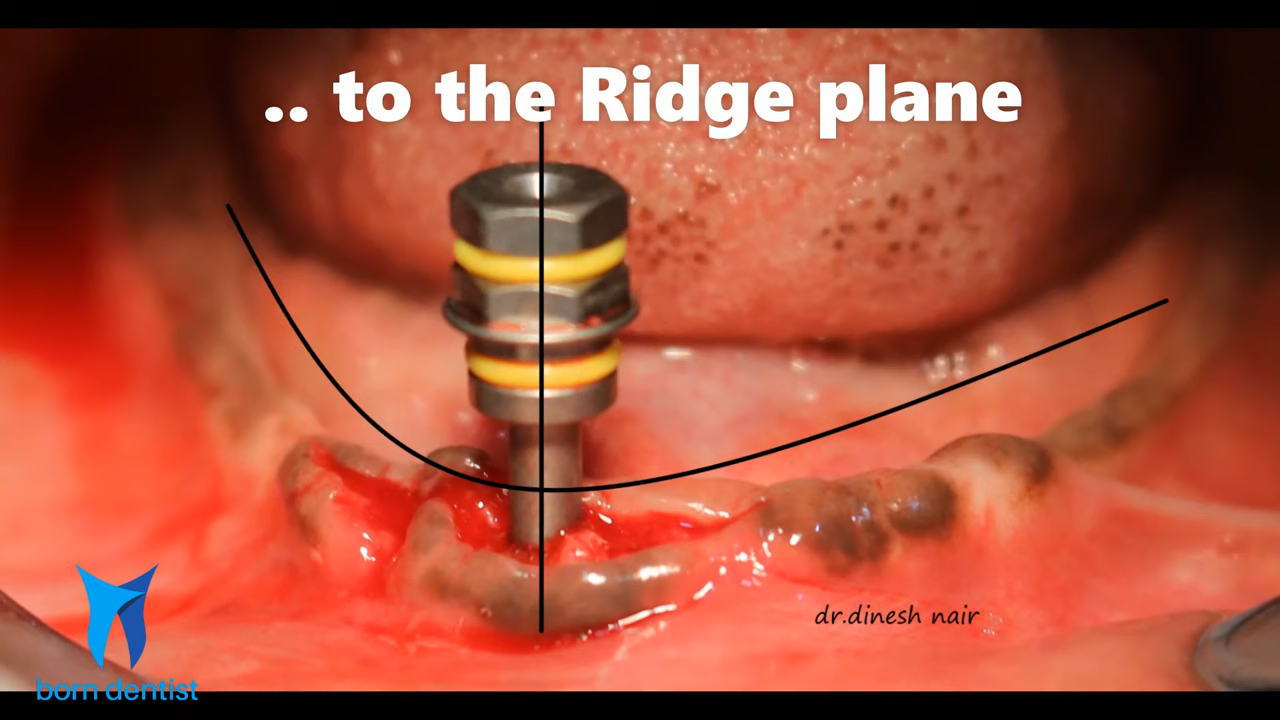 .. to the Ridge plane
dr.dinesh nair
born dentist